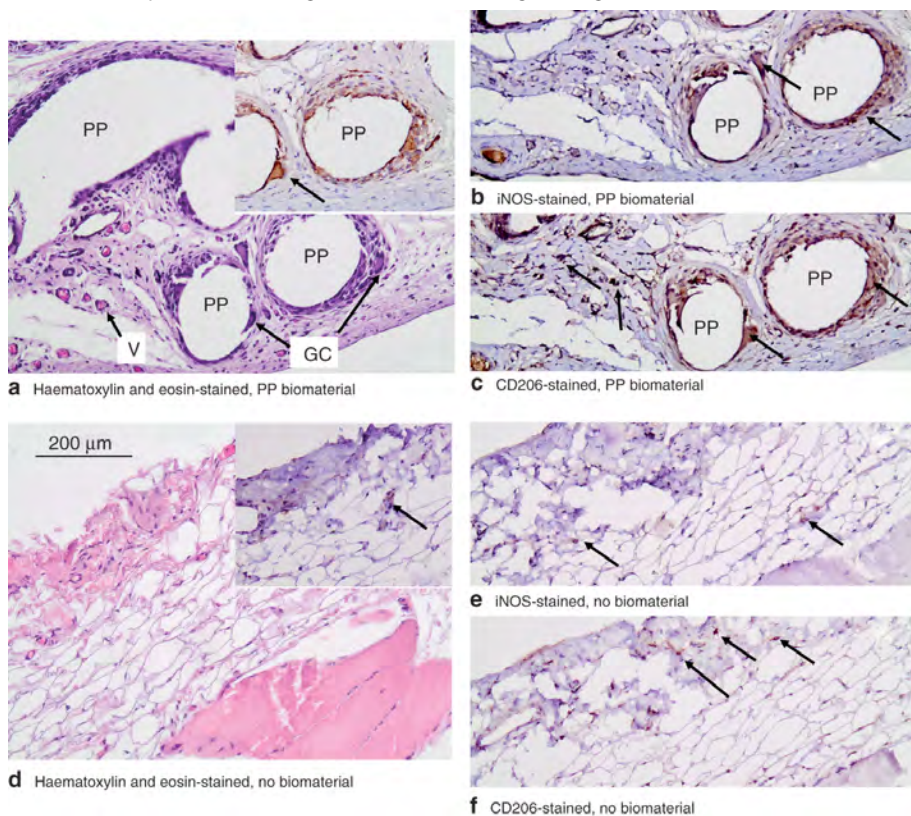 PP
PP
PP
PP
V
GC
a Haematoxylin and eosin-stained, PP biomaterial
PP
PP
b iNOS-stained, PP biomaterial
PP
PP
c CD206-stained, PP biomaterial
200 µm
d Haematoxylin and eosin-stained, no biomaterial
e iNOS-stained, no biomaterial
f CD206-stained, no biomaterial